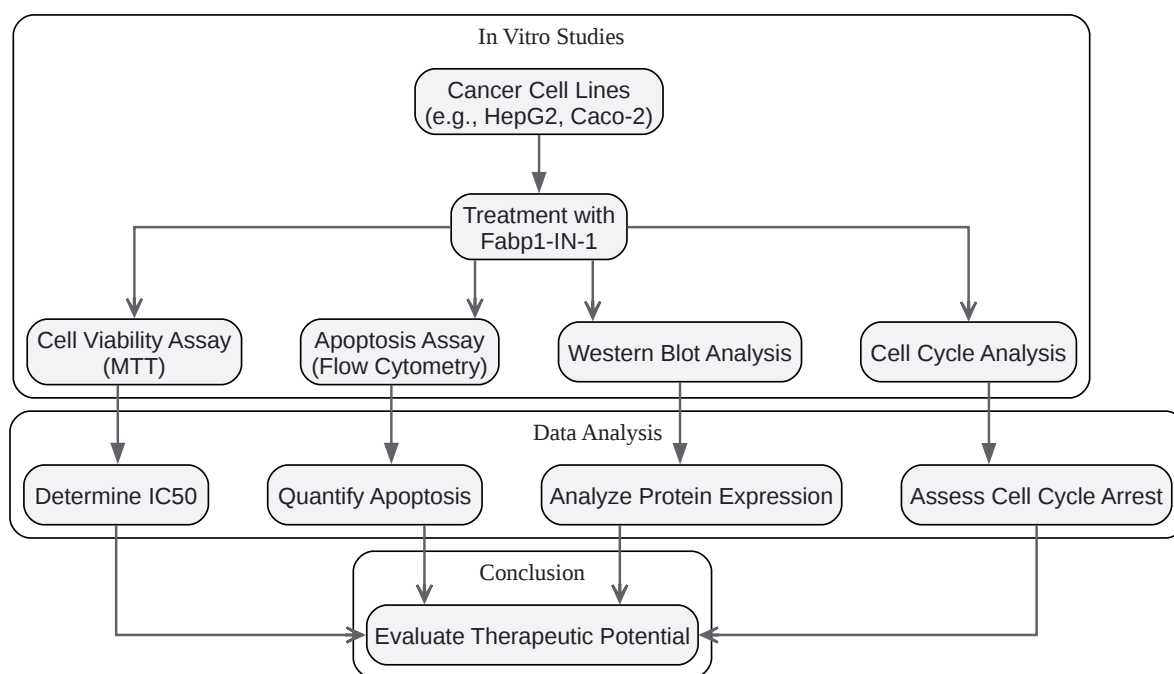 In Vitro Studies
Cancer Cell Lines
(e.g., HepG2, Caco-2)
Treatment with
Fabp1-IN-1
Cell Viability Assay
(MTT)
Apoptosis Assay
(Flow Cytometry)
Western Blot Analysis
Cell Cycle Analysis
Data Analysis
Determine IC50
Quantify Apoptosis
Analyze Protein Expression
Assess Cell Cycle Arrest
Conclusion
Evaluate Therapeutic Potential